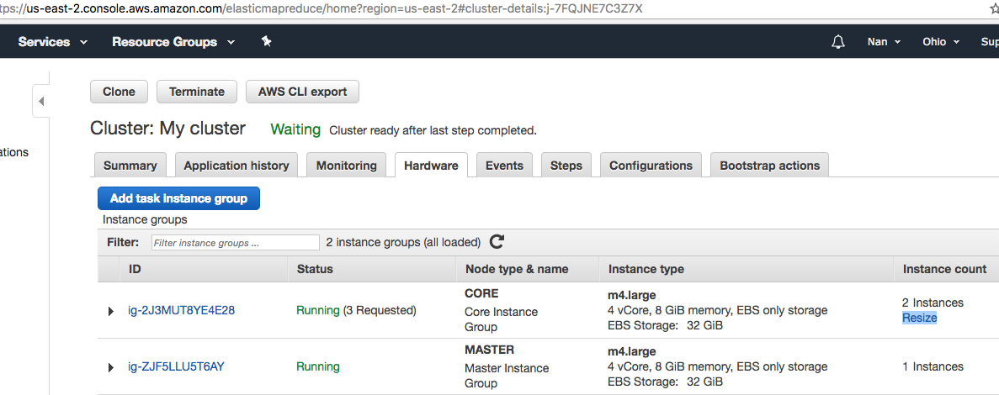 tps://us-east-2.console.aws.amazon.com/elasticmapreduce/home?region=us-east-2#cluster-details:j-7FQJNE7C3Z7X
Services Resource Groups Nan Ohio Sup
Clone Terminate AWS CLI export
Cluster: My cluster Waiting Cluster ready after last step completed.
ations
Summary Application history Monitoring Hardware Events Steps Configurations Bootstrap actions
Add task instance group
Instance groups
Filter: Filter instance groups ... 2 instance groups (all loaded)
ID Status Node type & name Instance type Instance count
ig-2J3MUT8YE4E28 Running (3 Requested) CORE m4.large 2 Instances
Core Instance 4 vCore, 8 GiB memory, EBS only storage Resize
Group EBS Storage: 32 GiB
ig-ZJF5LLU5T6AY Running MASTER m4.large 1 Instances
Master Instance 4 vCore, 8 GiB memory, EBS only storage
Group EBS Storage: 32 GiB